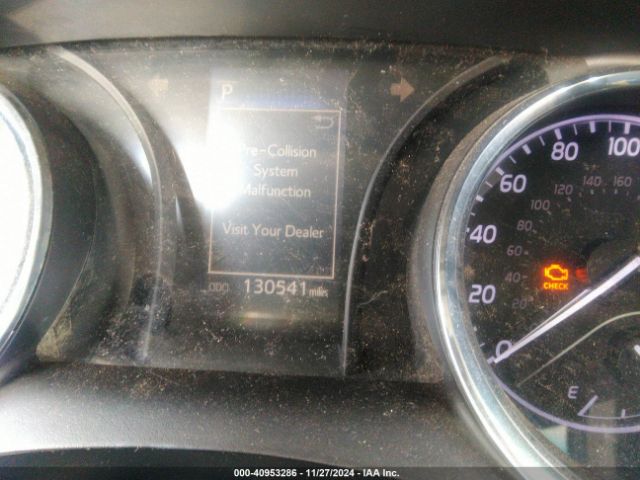 P
Pre-Collision
System
Malfunction
Visit Your Dealer
ODO 130541 miles
0
20
40
60
80
100
20
40
60
80
100
120
140
160
CHECK
E
000-40953286 - 11/27/2024 - IAA Inc.